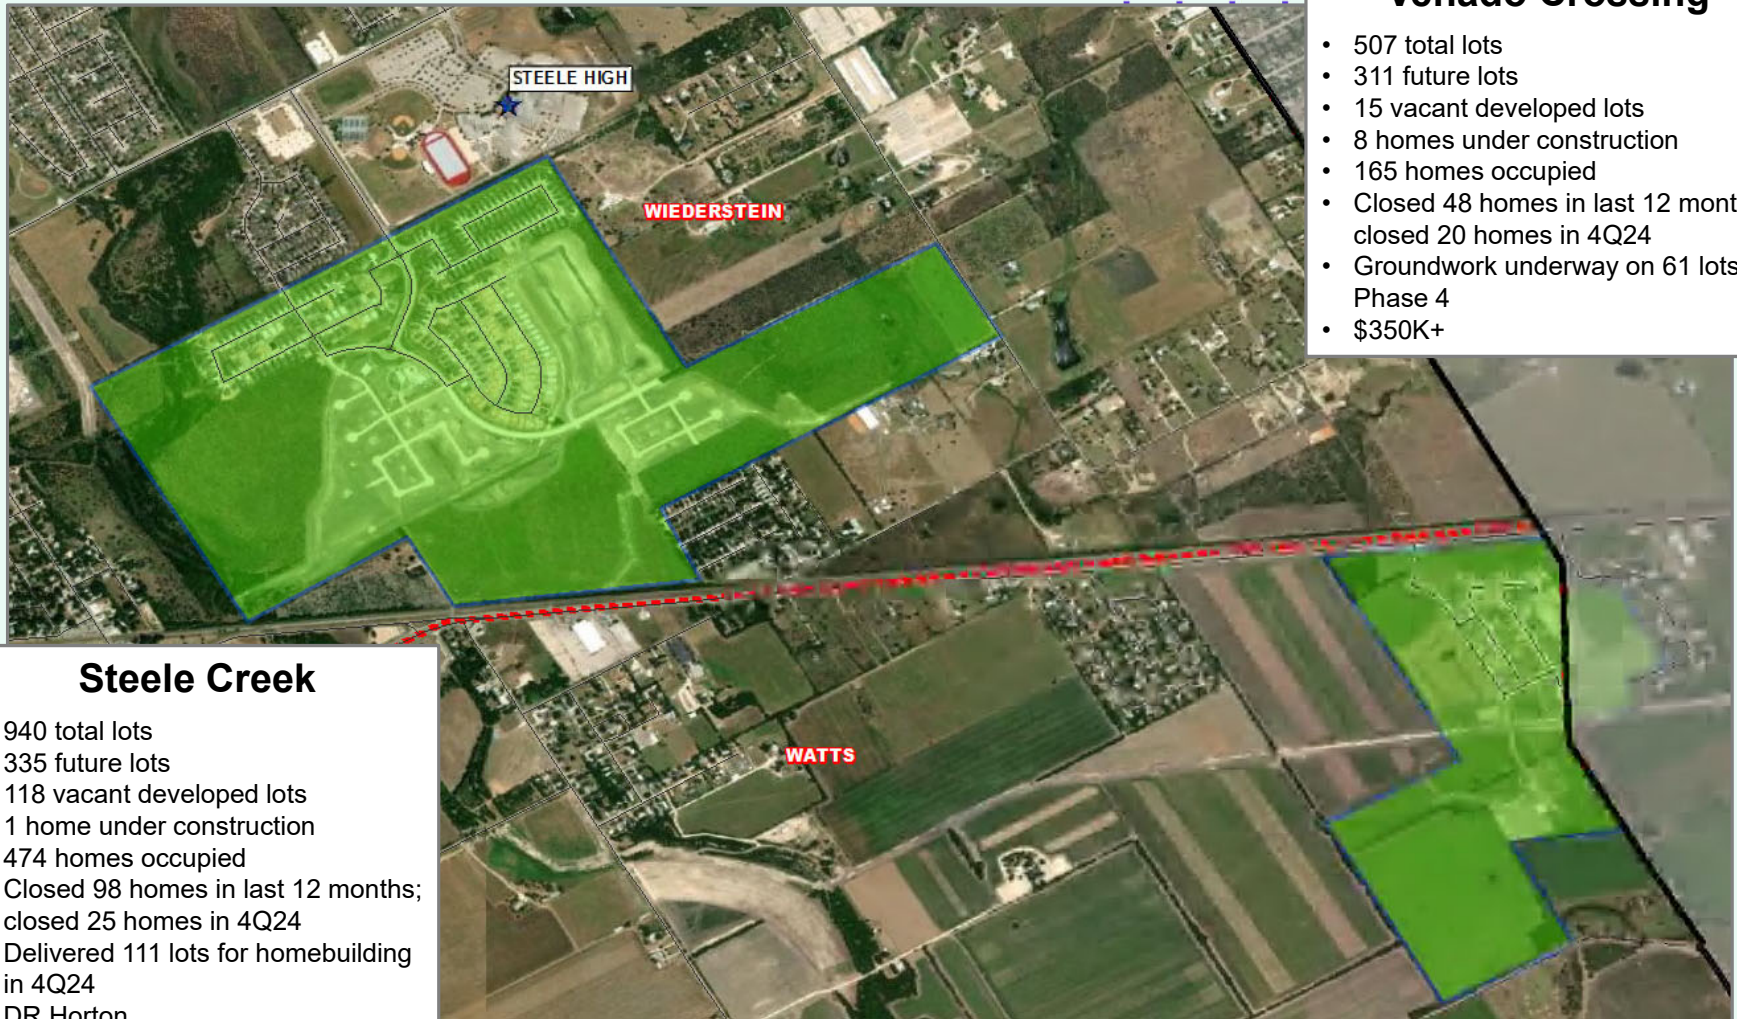 Venado Crossing
• 507 total lots
• 311 future lots
• 15 vacant developed lots
• 8 homes under construction
• 165 homes occupied
• Closed 48 homes in last 12 mont
closed 20 homes in 4Q24
• Groundwork underway on 61 lots
Phase 4
• $350K+
STEELE HIGH
WIEDERSTEIN
WATTS
Steele Creek
940 total lots
335 future lots
118 vacant developed lots
1 home under construction
474 homes occupied
Closed 98 homes in last 12 months;
closed 25 homes in 4Q24
Delivered 111 lots for homebuilding
in 4Q24
DR Horton